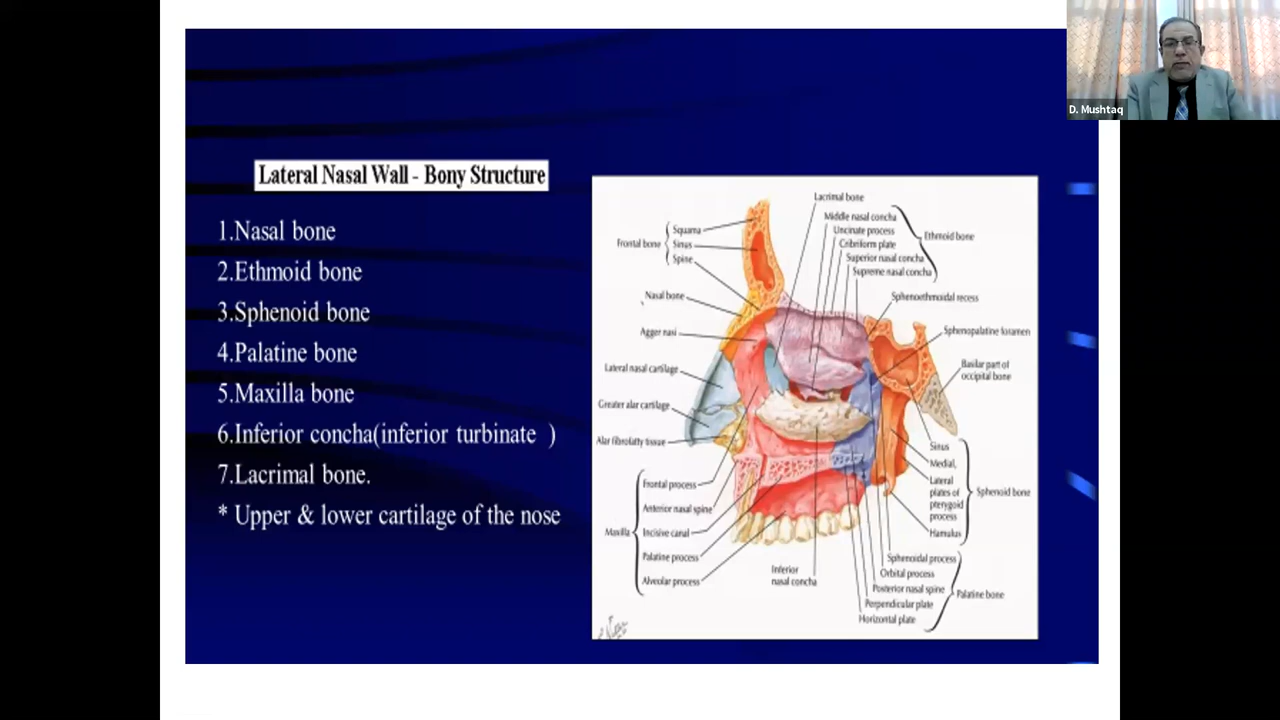 D. Mushtaq
Lateral Nasal Wall - Bony Structure
1.Nasal bone
2.Ethmoid bone
3.Sphenoid bone
4.Palatine bone
5.Maxilla bone
6.Inferior concha(inferior turbinate )
7.Lacrimal bone.
* Upper & lower cartilage of the nose
Lacrimal bone
Middle nasal concha
Uncinate process
Cribriform plate
Superior nasal concha
Supreme nasal concha
Ethmoid bone
Frontal bone
Squama
Sinus
Spine
Nasal bone
Agger nasi
Lateral nasal cartilage
Greater alar cartilage
Alar fibrofatty tissue
Maxilla
Frontal process
Anterior nasal spine
Incisive canal
Palatine process
Alveolar process
Inferior
nasal concha
Sphenoethmoidal recess
Sphenopalatine foramen
Basilar part of
occipital bone
Sinus
Medial,
Lateral
plates of
pterygoid
process
Hamulus
Sphenoid bone
Sphenoidal process
Orbital process
Posterior nasal spine
Perpendicular plate
Horizontal plate
Palatine bone